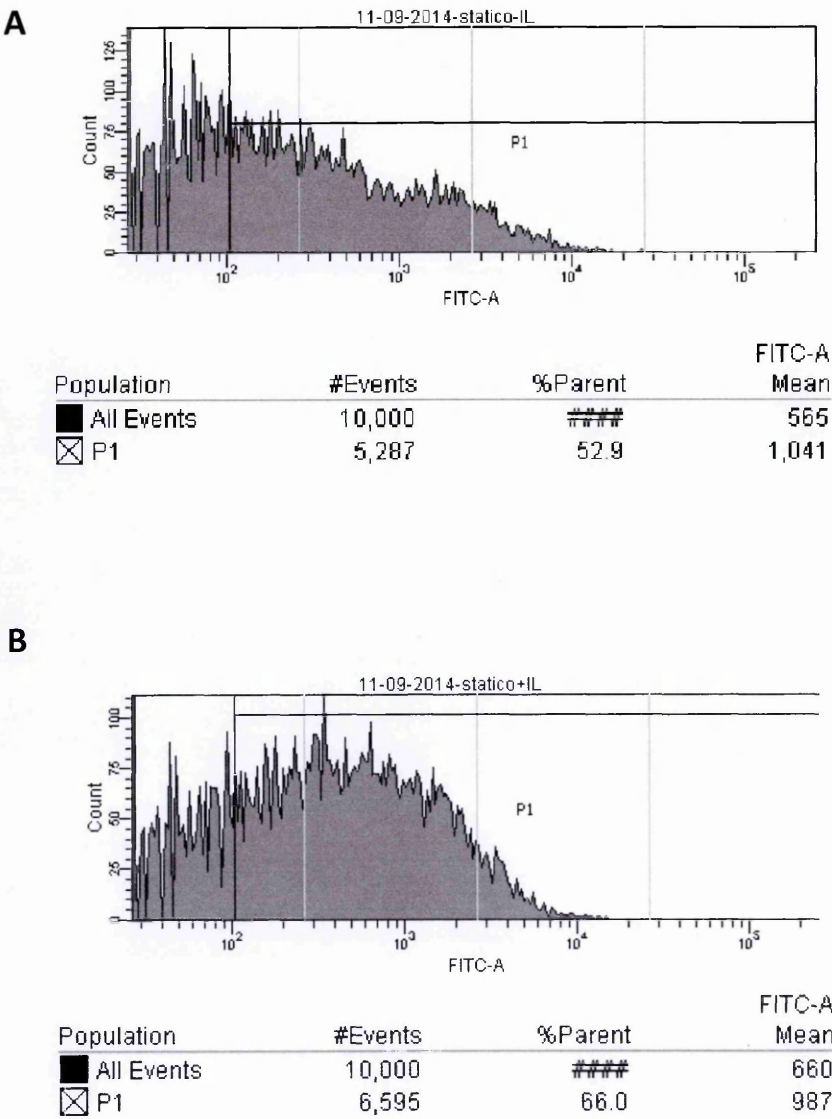 A
11-09-2014-statico-IL
Count
125
100
75
50
25
0
P1
10² 10³ 10⁴ 10⁵
FITC-A
FITC-A
Population #Events %Parent Mean
All Events 10,000 #### 565
P1 5,287 52.9 1,041
B
11-09-2014-statico+IL
Count
100
75
50
25
0
P1
10² 10³ 10⁴ 10⁵
FITC-A
FITC-A
Population #Events %Parent Mean
All Events 10,000 #### 660
P1 6,595 66.0 987